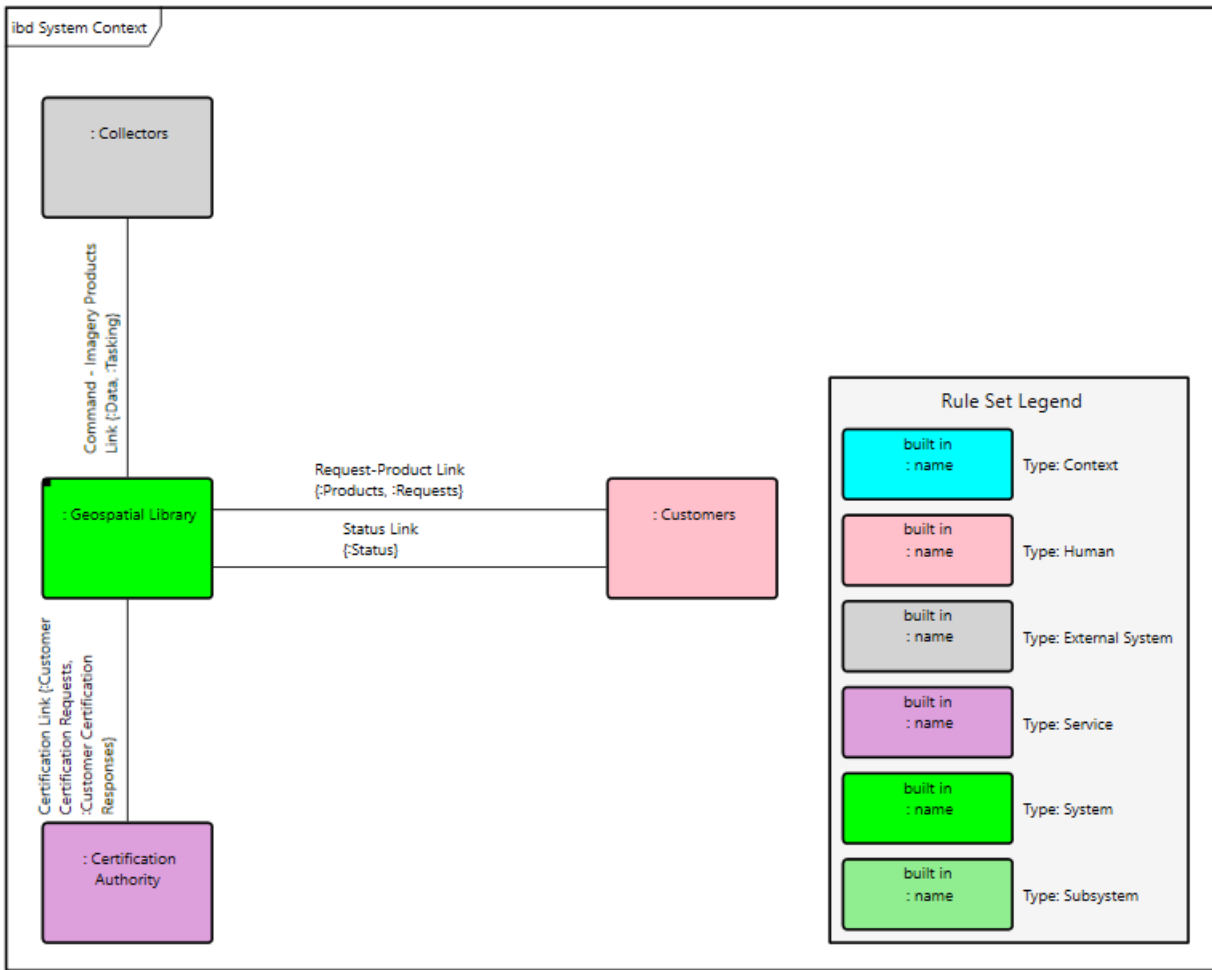 ibd System Context
: Collectors
Command - Imagery Products
Link {:Data, :Tasking}
: Geospatial Library
Request-Product Link
{:Products, :Requests}
Status Link
{:Status}
: Customers
Certification Link {:Customer
Certification Requests,
:Customer Certification
Responses}
: Certification
Authority
Rule Set Legend
built in
: name
Type: Context
built in
: name
Type: Human
built in
: name
Type: External System
built in
: name
Type: Service
built in
: name
Type: System
built in
: name
Type: Subsystem